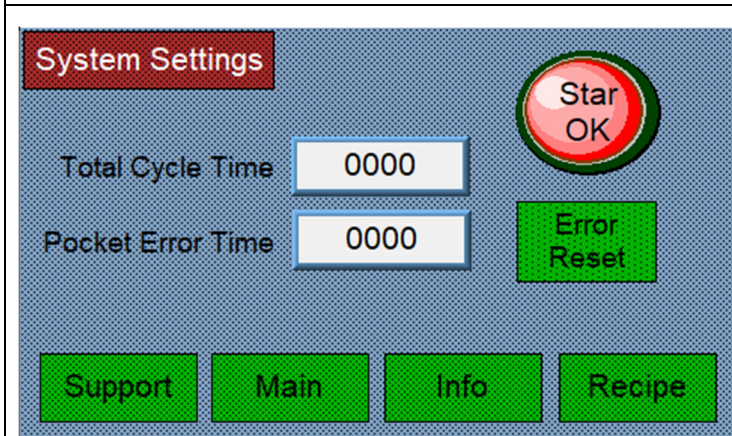 System Settings
Star
OK
Total Cycle Time 0000
Pocket Error Time 0000
Error
Reset
Support Main Info Recipe